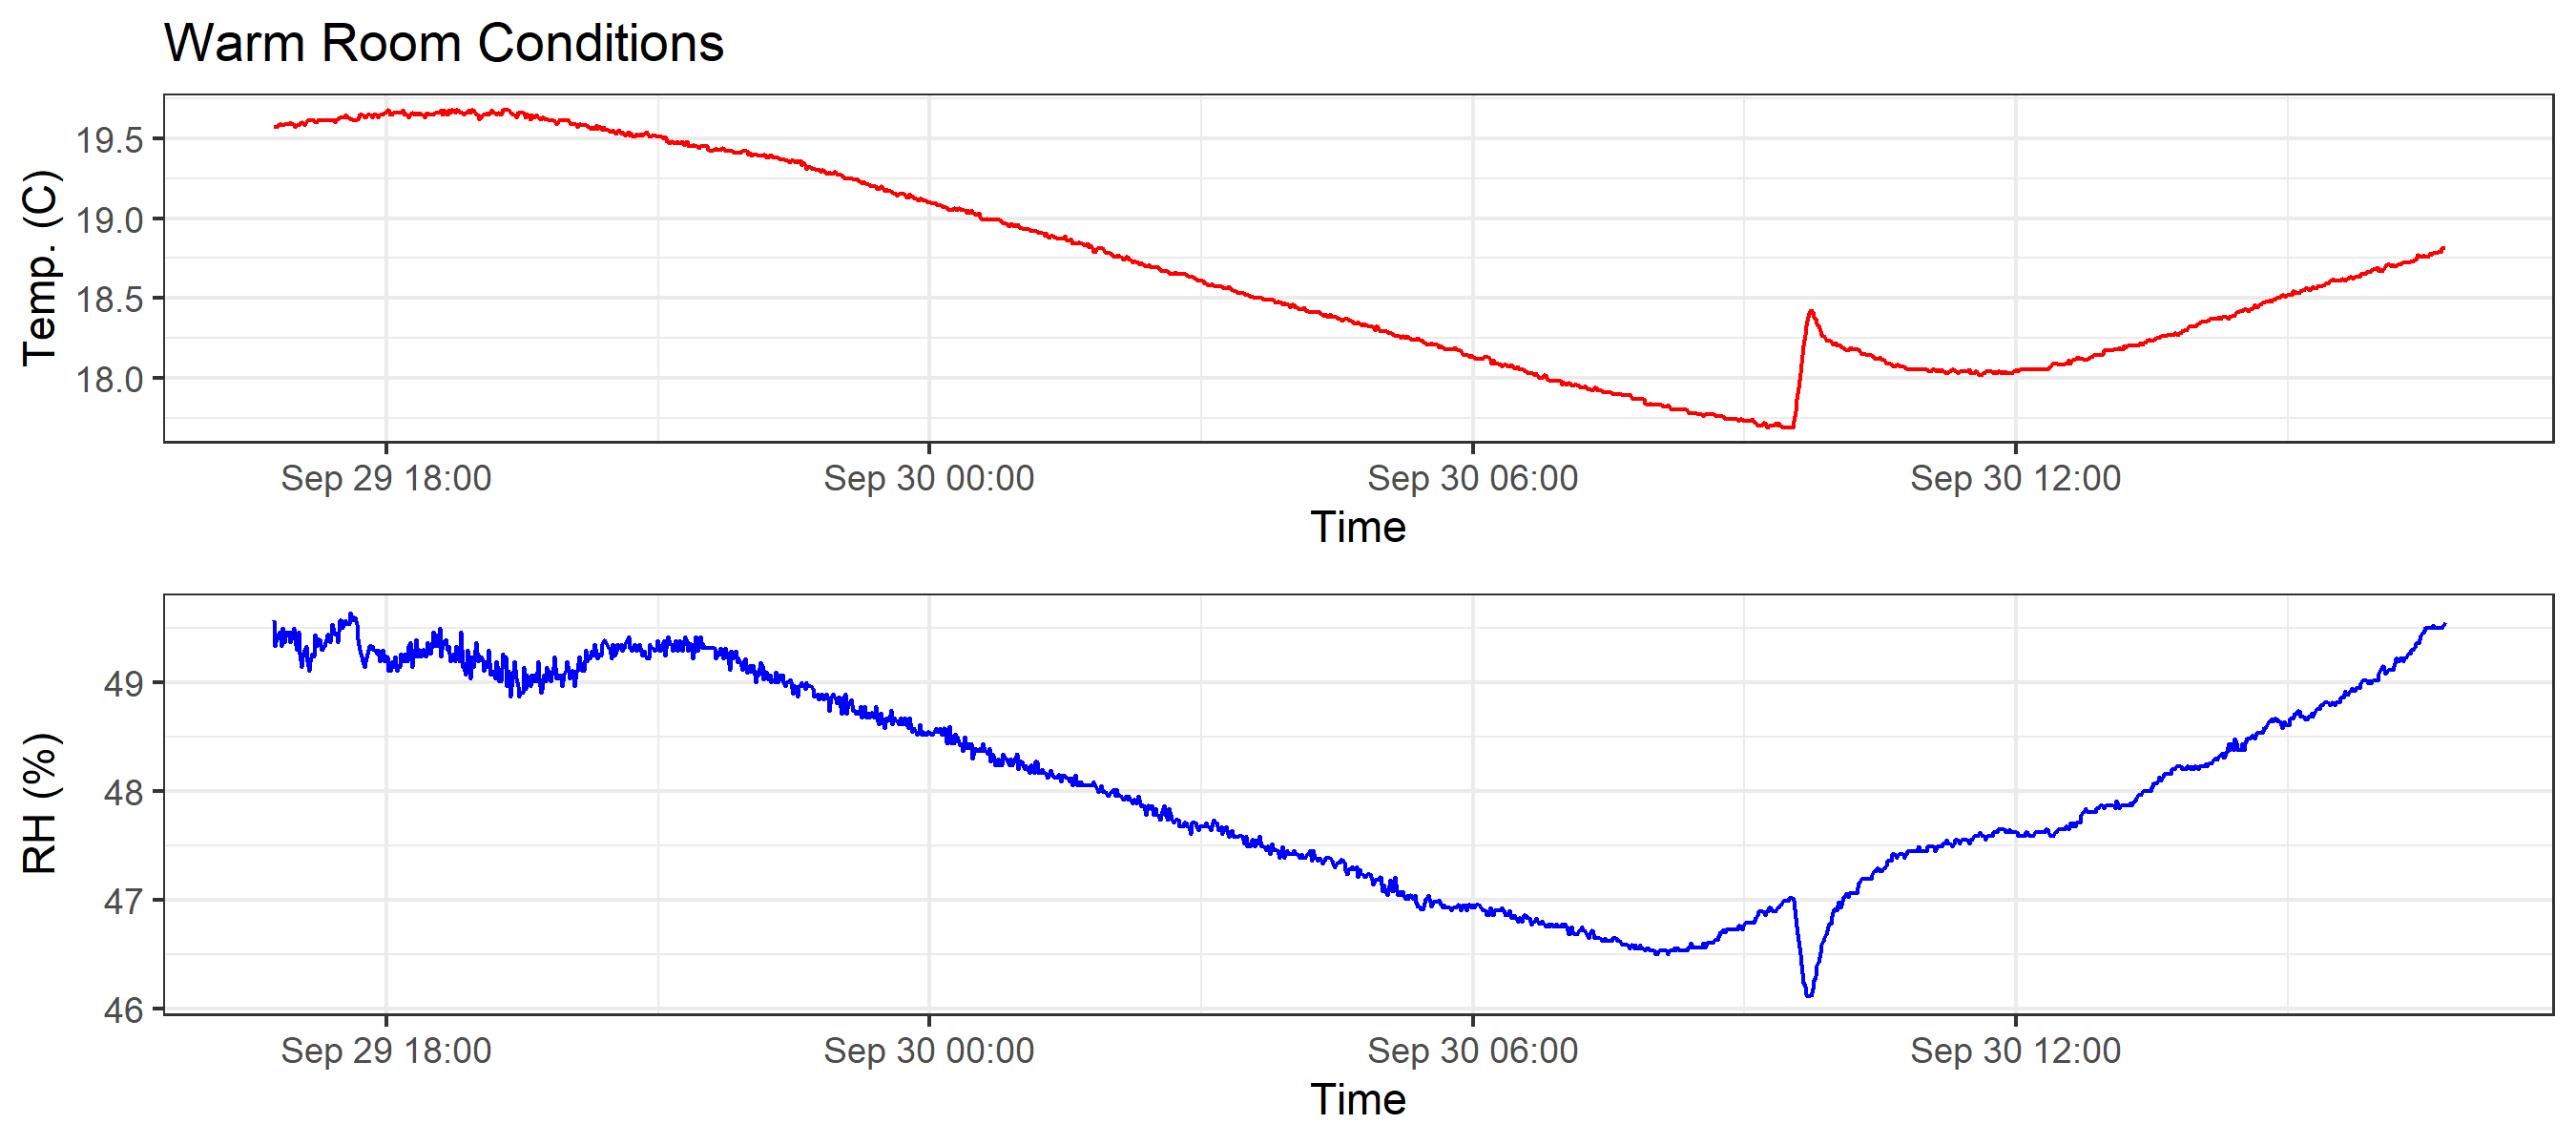 Warm Room Conditions
Temp. (C)
19.5
19.0
18.5
18.0
Sep 29 18:00 Sep 30 00:00 Sep 30 06:00 Sep 30 12:00
Time
RH (%)
49
48
47
46
Sep 29 18:00 Sep 30 00:00 Sep 30 06:00 Sep 30 12:00
Time